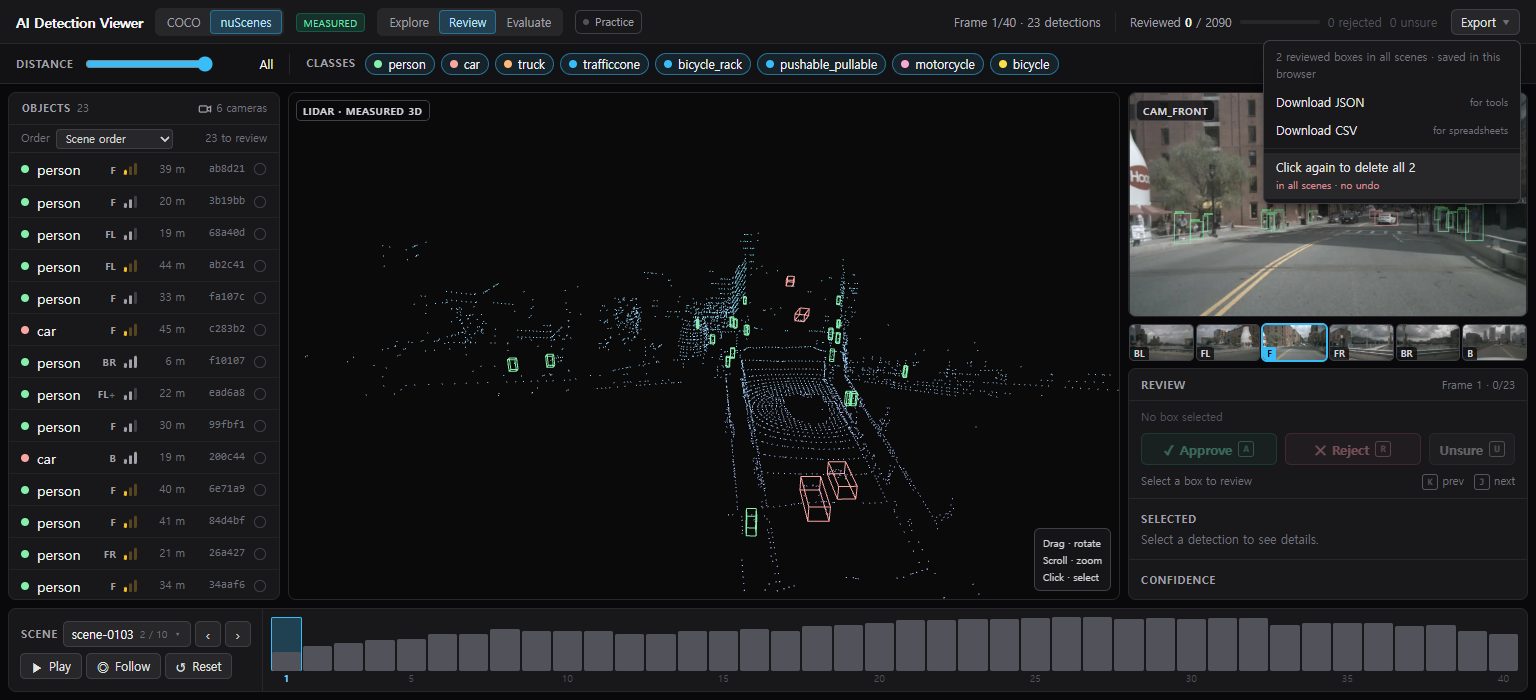 AI Detection Viewer
COCO
nuScenes
MEASURED
Explore
Review
Evaluate
Practice
Frame 1/40 · 23 detections
Reviewed 0 / 2090
0 rejected 0 unsure
Export
DISTANCE
All
CLASSES
person
car
truck
trafficcone
bicycle_rack
pushable_pullable
motorcycle
bicycle
2 reviewed boxes in all scenes · saved in this
browser
Download JSON for tools
Download CSV for spreadsheets
Click again to delete all 2
in all scenes · no undo
OBJECTS 23
6 cameras
Order Scene order 23 to review
person F 39 m ab8d21
person F 20 m 3b19bb
person FL 19 m 68a40d
person FL 44 m ab2c41
person F 33 m fa107c
car F 45 m c283b2
person BR 6 m f10107
person FL+ 22 m ead6a8
person F 30 m 99fbf1
car B 19 m 200c44
person F 40 m 6e71a9
person F 41 m 84d4bf
person FR 21 m 26a427
person F 34 m 34aaf6
LIDAR · MEASURED 3D
Drag · rotate
Scroll · zoom
Click · select
CAM_FRONT
BL
FL
F
FR
BR
B
REVIEW
Frame 1 · 0/23
No box selected
✓ Approve A
✕ Reject R
Unsure U
Select a box to review
K prev J next
SELECTED
Select a detection to see details.
CONFIDENCE
SCENE scene-0103 2 / 10
‹ ›
▶ Play
◎ Follow
↺ Reset
1 5 10 15 20 25 30 35 40